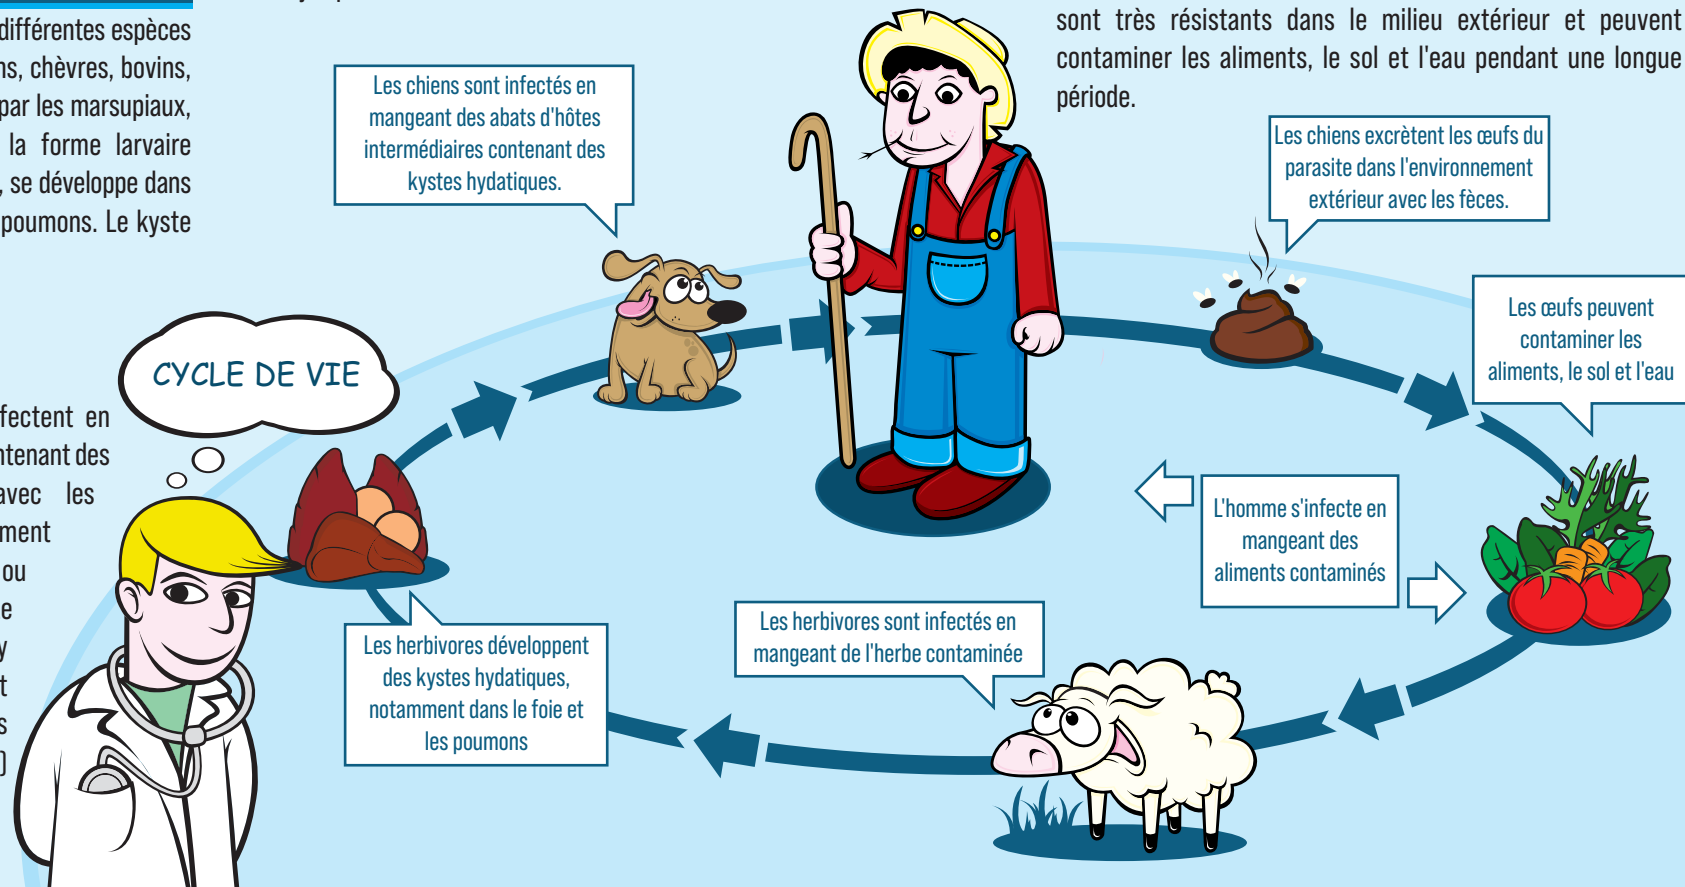 différentes espèces
ns, chèvres, bovins,
par les marsupiaux,
la forme larvaire
, se développe dans
poumons. Le kyste
sont très résistants dans le milieu extérieur et peuvent
contaminer les aliments, le sol et l'eau pendant une longue
période.
Les chiens sont infectés en
mangeant des abats d'hôtes
intermédiaires contenant des
kystes hydatiques.
Les chiens excrètent les œufs du
parasite dans l'environnement
extérieur avec les fèces.
Les œufs peuvent
contaminer les
aliments, le sol et l'eau
CYCLE DE VIE
fectent en
ntenant des
avec les
ment
ou
e
y
t
s
)
L'homme s'infecte en
mangeant des
aliments contaminés
Les herbivores sont infectés en
mangeant de l'herbe contaminée
Les herbivores développent
des kystes hydatiques,
notamment dans le foie et
les poumons